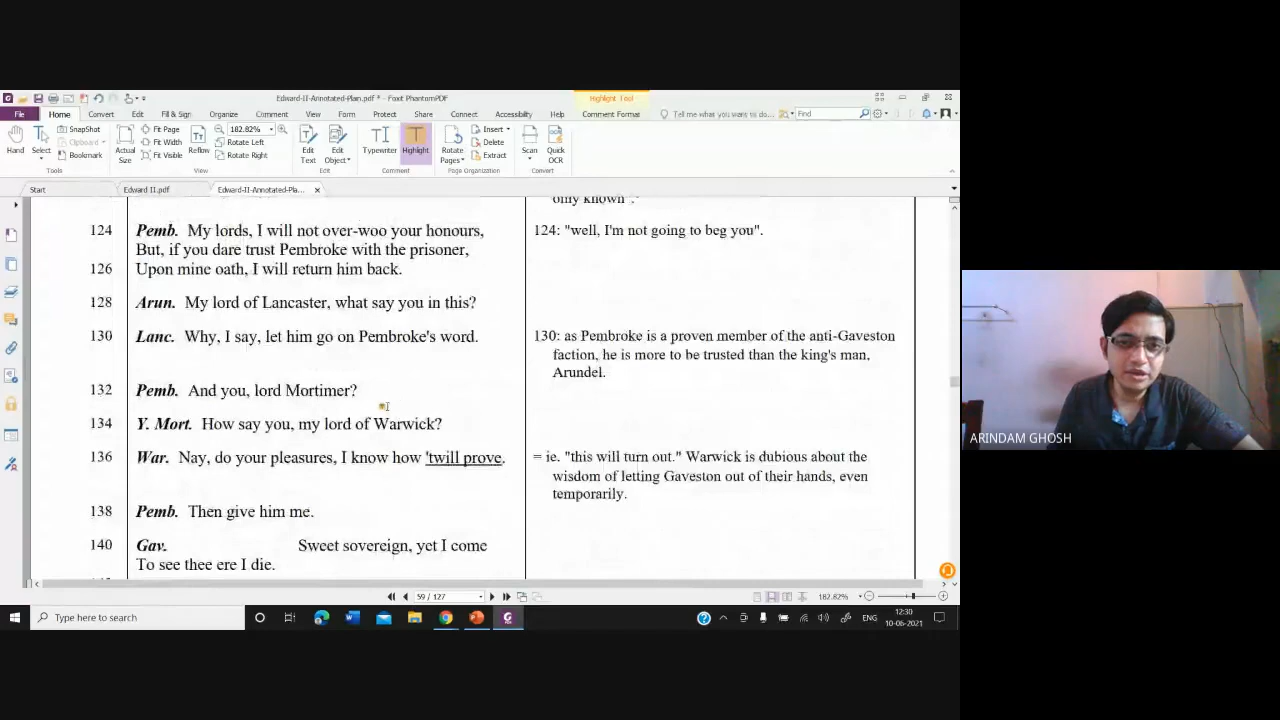 Edward-II-Annotated-Plan.pdf * - Foxit PhantomPDF
Highlight Tool
File Home Convert Fill & Sign Organize Comment View Form Protect Share Connect Accessibility Help Comment Format Tell me what you want to do... Find
Hand
Select
SnapShot
Clipboard
Bookmark
Tools
Actual Size
Fit Page
Fit Width
Fit Visible
Reflow
182.82%
Rotate Left
Rotate Right
View
Edit Text
Edit Object
Edit
Typewriter
Highlight
Comment
Rotate Pages
Insert
Delete
Extract
Page Organization
Scan
Quick OCR
Convert
Start Edward II.pdf Edward-II-Annotated-Pla... ×
only known".
124 Pemb. My lords, I will not over-woo your honours, 124: "well, I'm not going to beg you".
But, if you dare trust Pembroke with the prisoner,
126 Upon mine oath, I will return him back.
128 Arun. My lord of Lancaster, what say you in this?
130 Lanc. Why, I say, let him go on Pembroke's word. 130: as Pembroke is a proven member of the anti-Gaveston
faction, he is more to be trusted than the king's man,
Arundel.
132 Pemb. And you, lord Mortimer?
134 Y. Mort. How say you, my lord of Warwick?
136 War. Nay, do your pleasures, I know how 'twill prove. = ie. "this will turn out." Warwick is dubious about the
wisdom of letting Gaveston out of their hands, even
temporarily.
138 Pemb. Then give him me.
140 Gav. Sweet sovereign, yet I come
To see thee ere I die.
59 / 127 182.82%
Type here to search
ENG
12:30
10-06-2021
ARINDAM GHOSH